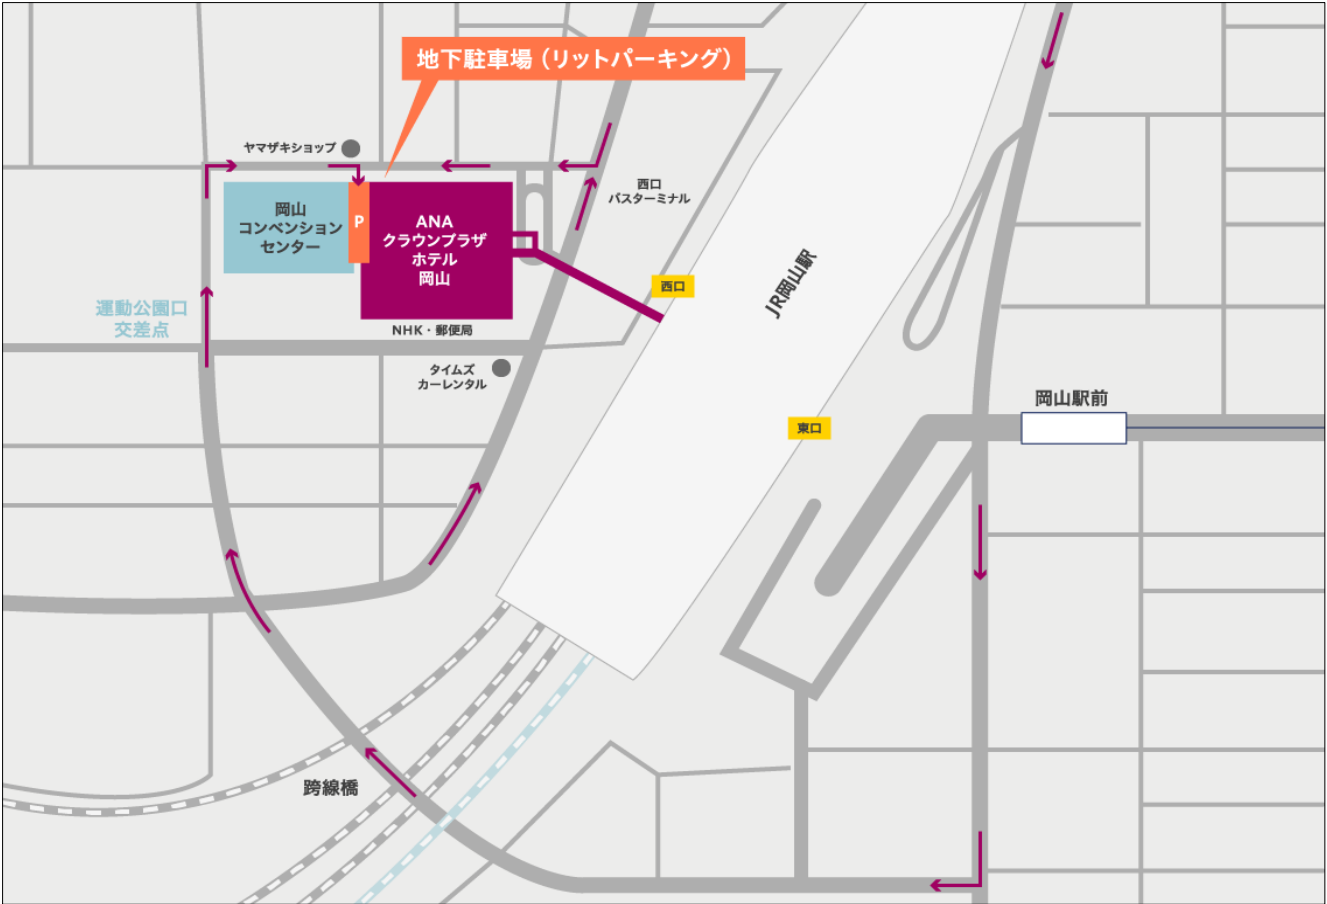 地下駐車場（リットパーキング）
ヤマザキショップ
西口
バスターミナル
岡山
コンベンション
センター
P
ANA
クラウンプラザ
ホテル
岡山
西口
JR岡山駅
運動公園口
交差点
NHK・郵便局
タイムズ
カーレンタル
岡山駅前
東口
跨線橋